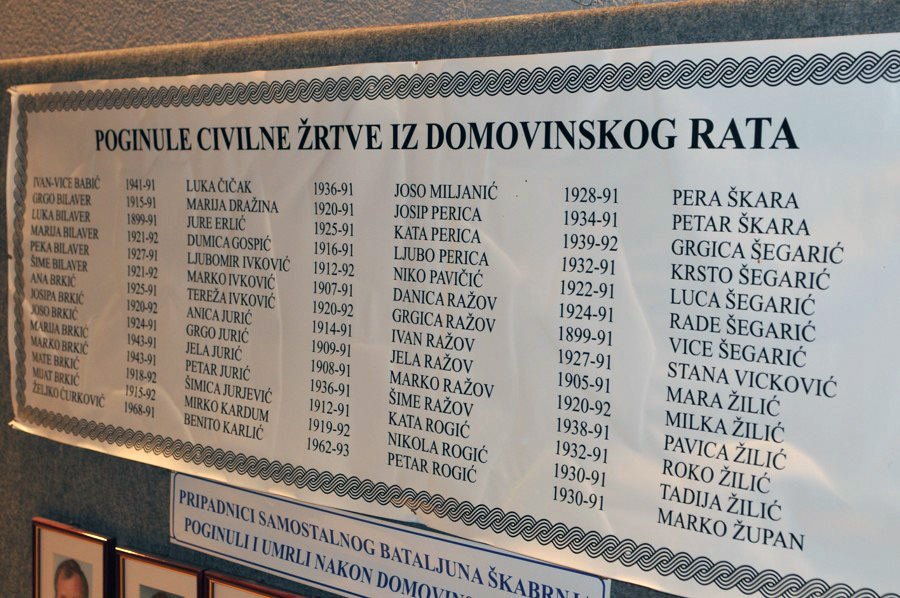 POGINULE CIVILNE ŽRTVE IZ DOMOVINSKOG RATA
IVAN-VICE BABIĆ 1941-91
GRGO BILAVER 1915-91
LUKA BILAVER 1899-91
MARIJA BILAVER 1921-92
PEKA BILAVER 1927-91
ŠIME BILAVER 1921-92
ANA BRKIĆ 1925-91
JOSIPA BRKIĆ 1920-92
JOSO BRKIĆ 1924-91
MARIJA BRKIĆ 1943-91
MARKO BRKIĆ 1943-91
MATE BRKIĆ 1918-92
MIJAT BRKIĆ 1915-92
ŽELJKO ĆURKOVIĆ 1968-91
LUKA ČIČAK 1936-91
MARIJA DRAŽINA 1920-91
JURE ERLIĆ 1925-91
DUMICA GOSPIĆ 1916-91
LJUBOMIR IVKOVIĆ 1912-92
MARKO IVKOVIĆ 1907-91
TEREŽA IVKOVIĆ 1920-92
ANICA JURIĆ 1914-91
GRGO JURIĆ 1909-91
JELA JURIĆ 1908-91
PETAR JURIĆ 1936-91
ŠIMICA JURJEVIĆ 1912-91
MIRKO KARDUM 1919-92
BENITO KARLIĆ 1962-93
JOSO MILJANIĆ 1928-91
JOSIP PERICA 1934-91
KATA PERICA 1939-92
LJUBO PERICA 1932-91
NIKO PAVIČIĆ 1922-91
DANICA RAŽOV 1924-91
GRGICA RAŽOV 1899-91
IVAN RAŽOV 1927-91
JELA RAŽOV 1905-91
MARKO RAŽOV 1920-92
ŠIME RAŽOV 1938-91
KATA ROGIĆ 1932-91
NIKOLA ROGIĆ 1930-91
PETAR ROGIĆ 1930-91
PERA ŠKARA
PETAR ŠKARA
GRGICA ŠEGARIĆ
KRSTO ŠEGARIĆ
LUCA ŠEGARIĆ
RADE ŠEGARIĆ
VICE ŠEGARIĆ
STANA VICKOVIĆ
MARA ŽILIĆ
MILKA ŽILIĆ
PAVICA ŽILIĆ
ROKO ŽILIĆ
TADIJA ŽILIĆ
MARKO ŽUPAN
PRIPADNICI SAMOSTALNOG BATALJUNA ŠKABRNJA
POGINULI I UMRLI NAKON